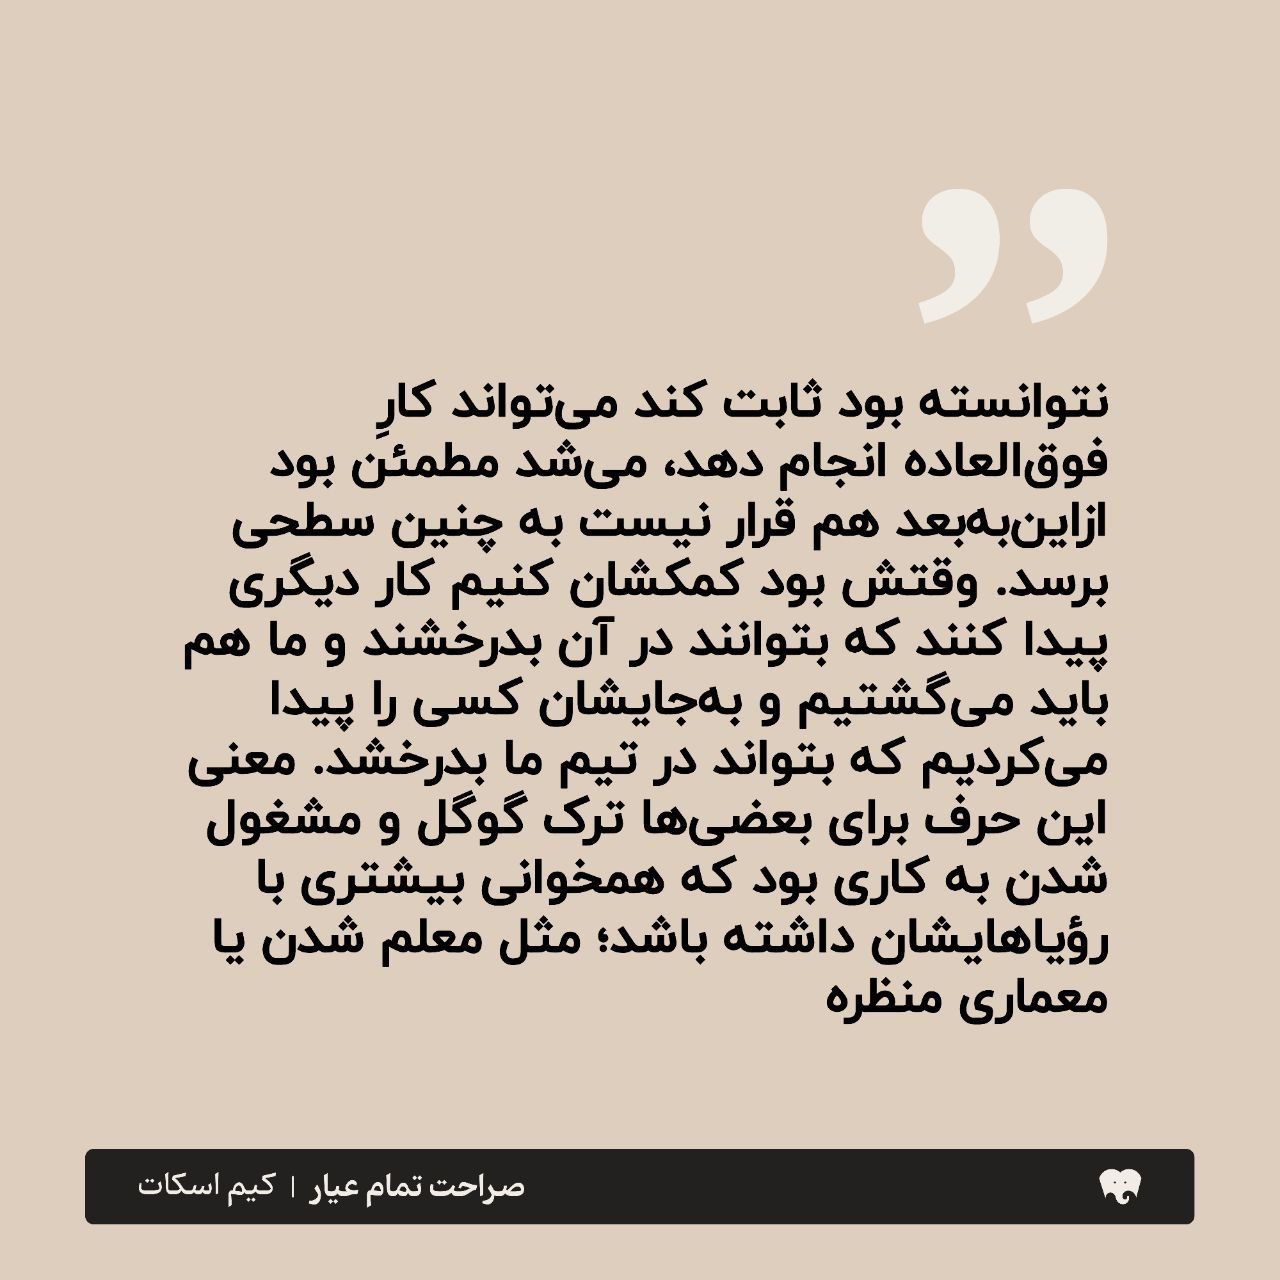 نتوانسته بود ثابت کند می‌تواند کارِ
فوق‌العاده انجام دهد، می‌شد مطمئن بود
ازاین‌به‌بعد هم قرار نیست به چنین سطحی
برسد. وقتش بود کمکشان کنیم کار دیگری
پیدا کنند که بتوانند در آن بدرخشند و ما هم
باید می‌گشتیم و به‌جایشان کسی را پیدا
می‌کردیم که بتواند در تیم ما بدرخشد. معنی
این حرف برای بعضی‌ها ترک گوگل و مشغول
شدن به کاری بود که همخوانی بیشتری با
رؤیاهایشان داشته باشد؛ مثل معلم شدن یا
معماری منظره
صراحت تمام عیار | کیم اسکات